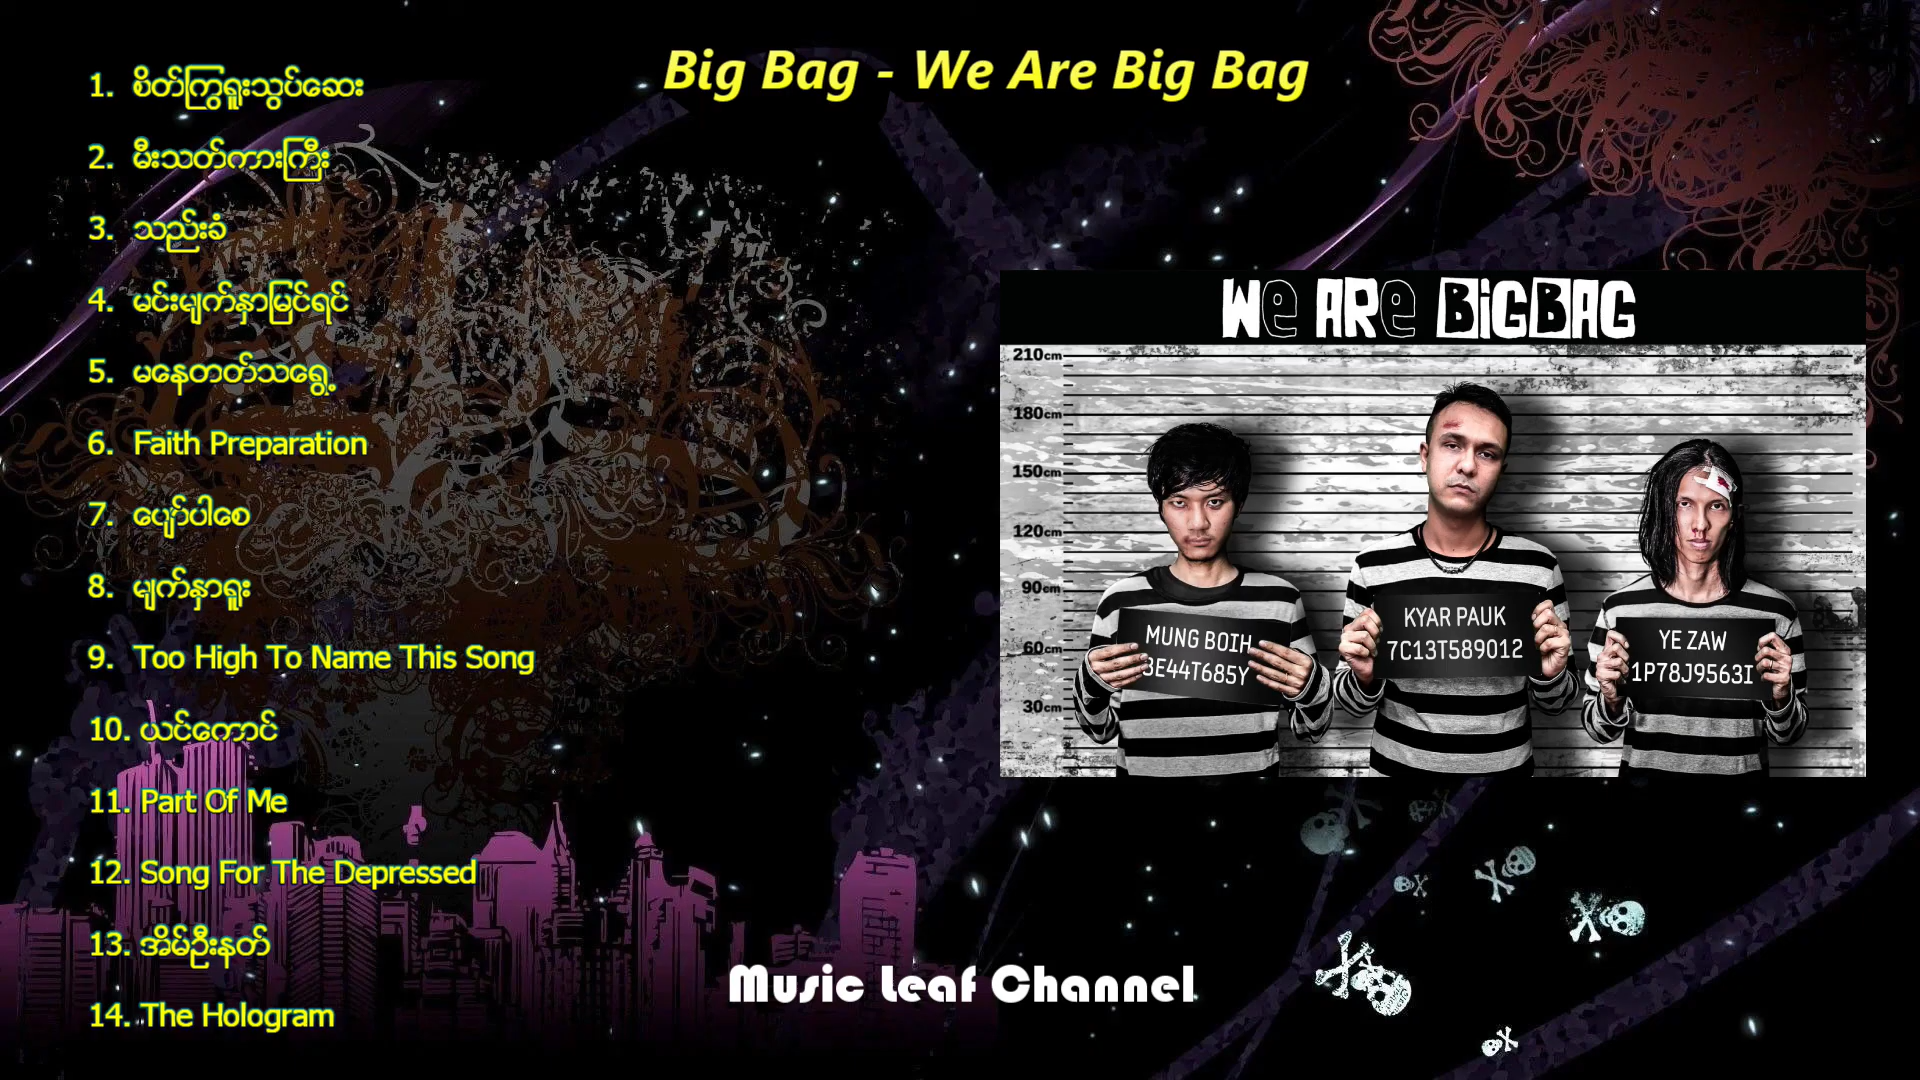 Big Bag - We Are Big Bag
1. စိတ်ကြွရူးသွပ်ဆေး
2. မီးသတ်ကားကြီး
3. သည်းခံ
4. မင်းမျက်နှာမြင်ရင်
5. မနေတတ်သရွေ့
6. Faith Preparation
7. ပျော်ပါစေ
8. မျက်နှာရူး
9. Too High To Name This Song
10. ယင်ကောင်
11. Part Of Me
12. Song For The Depressed
13. အိမ်ဦးနတ်
14. The Hologram
We ARe BiGBAG
210cm
180cm
150cm
120cm
90cm
60cm
30cm
MUNG BOIH
3E44T685Y
KYAR PAUK
7C13T589012
YE ZAW
1P78J9563I
Music Leaf Channel